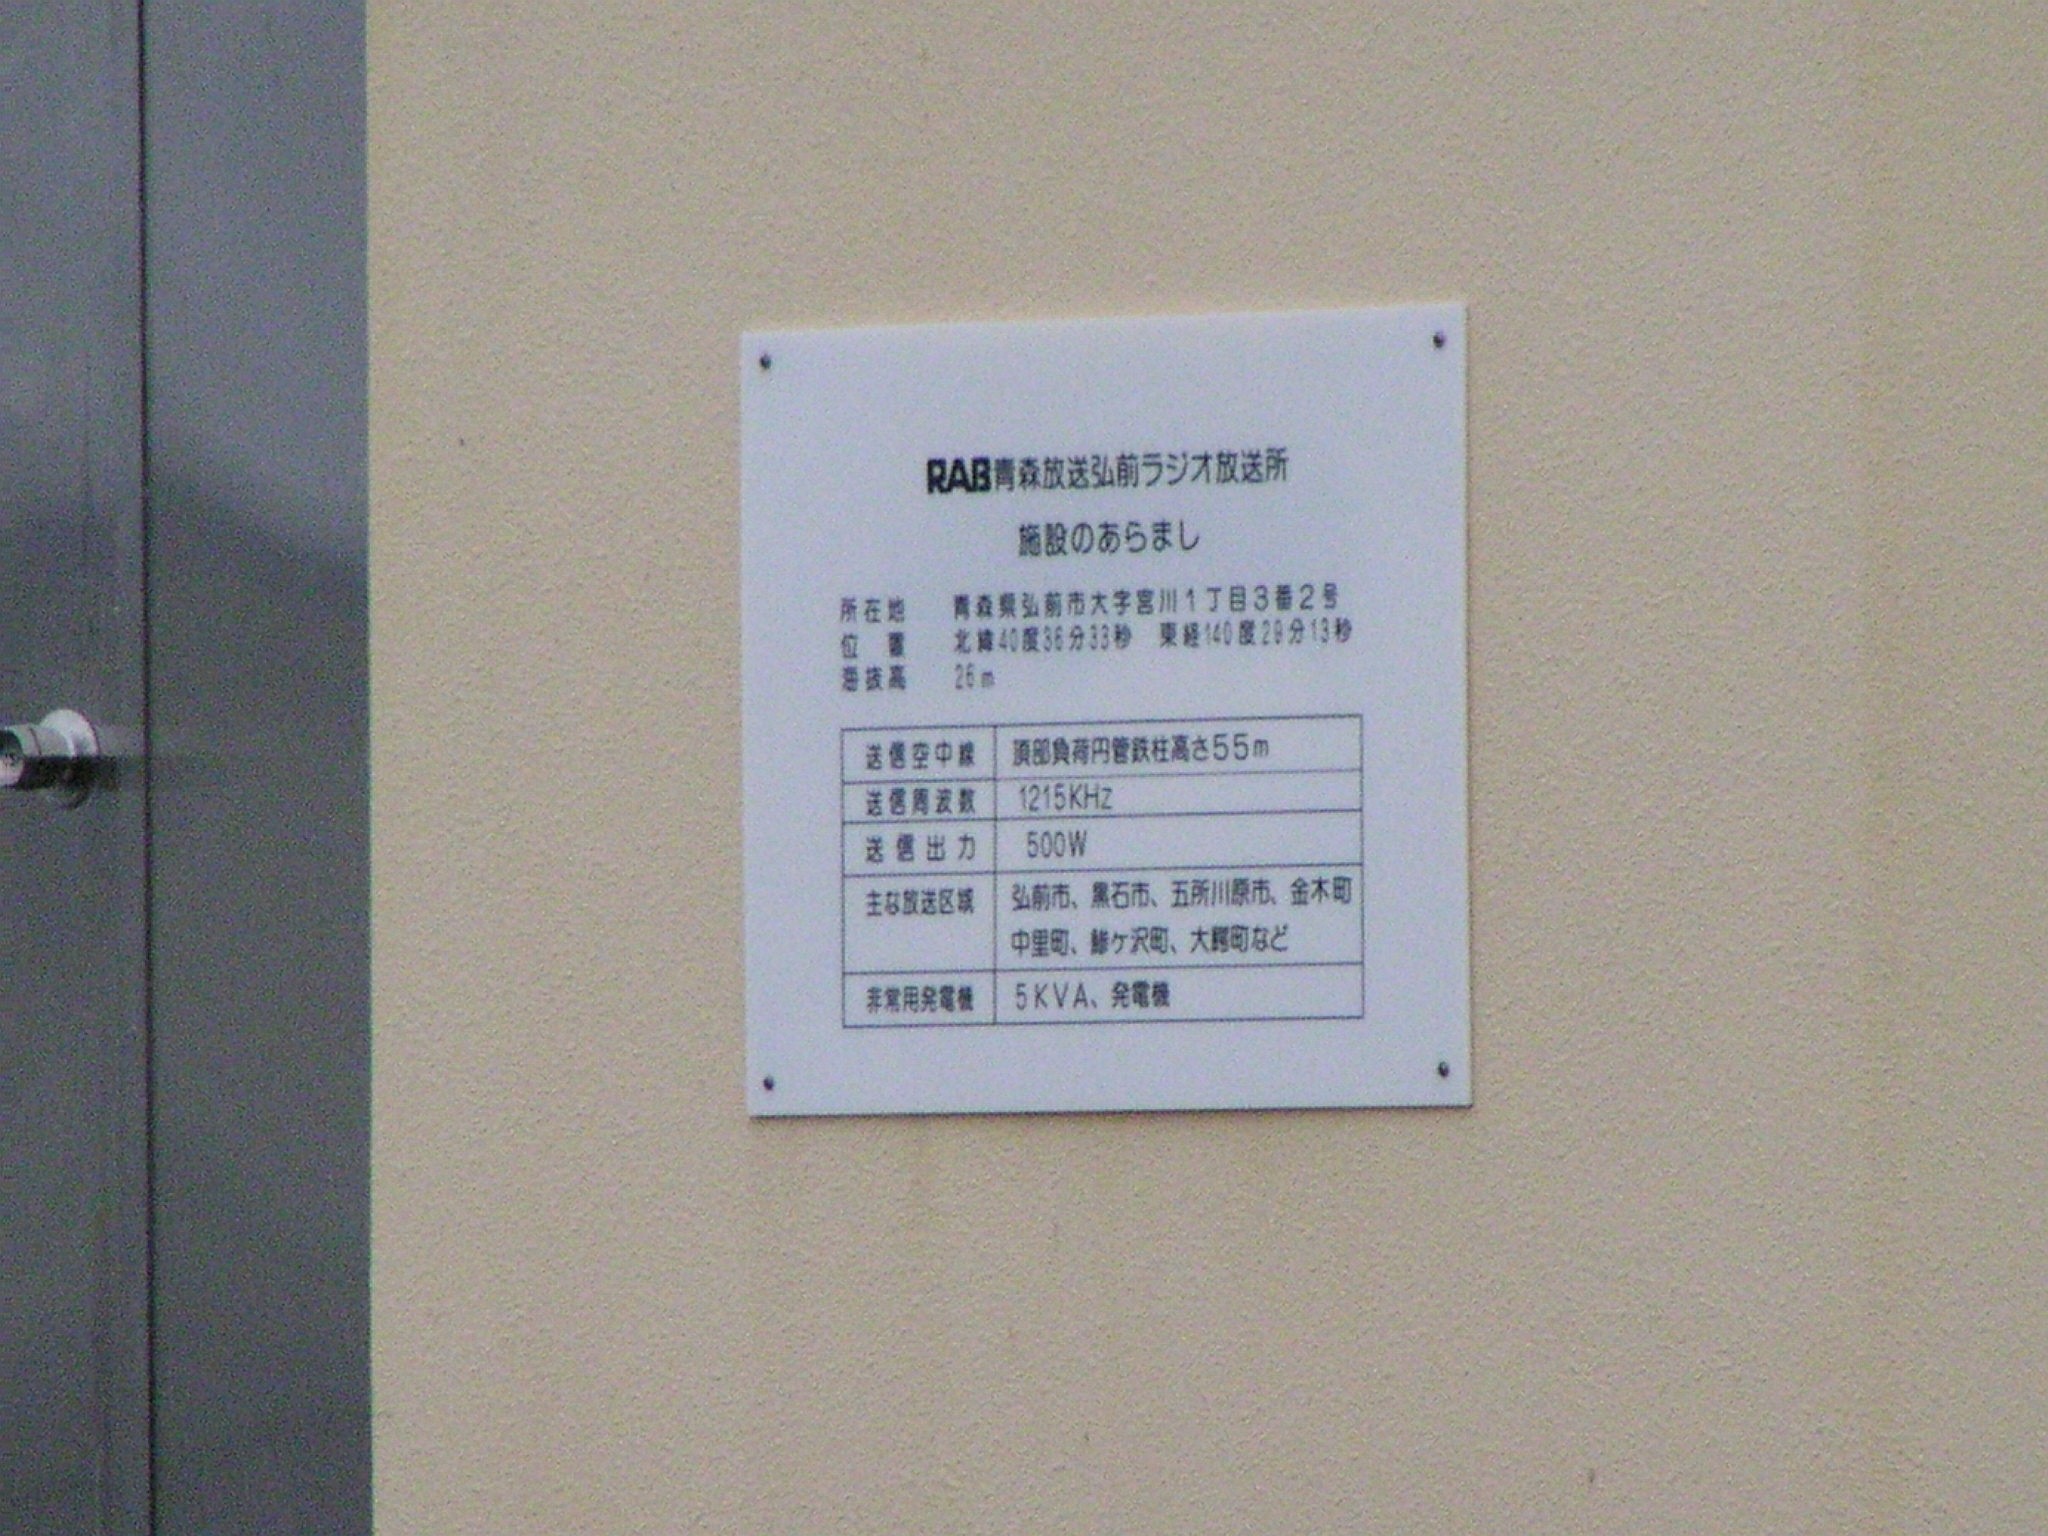 RAB青森放送弘前ラジオ放送所
施設のあらまし
所在地 青森県弘前市大字宮川1丁目3番2号
位置 北緯40度36分33秒 東経140度29分13秒
海抜高 26m
送信空中線 頂部負荷円管鉄柱高さ55m
送信周波数 1215KHz
送信出力 500W
主な放送区域 弘前市、黒石市、五所川原市、金木町
中里町、鰺ケ沢町、大鰐町など
非常用発電機 5KVA、発電機